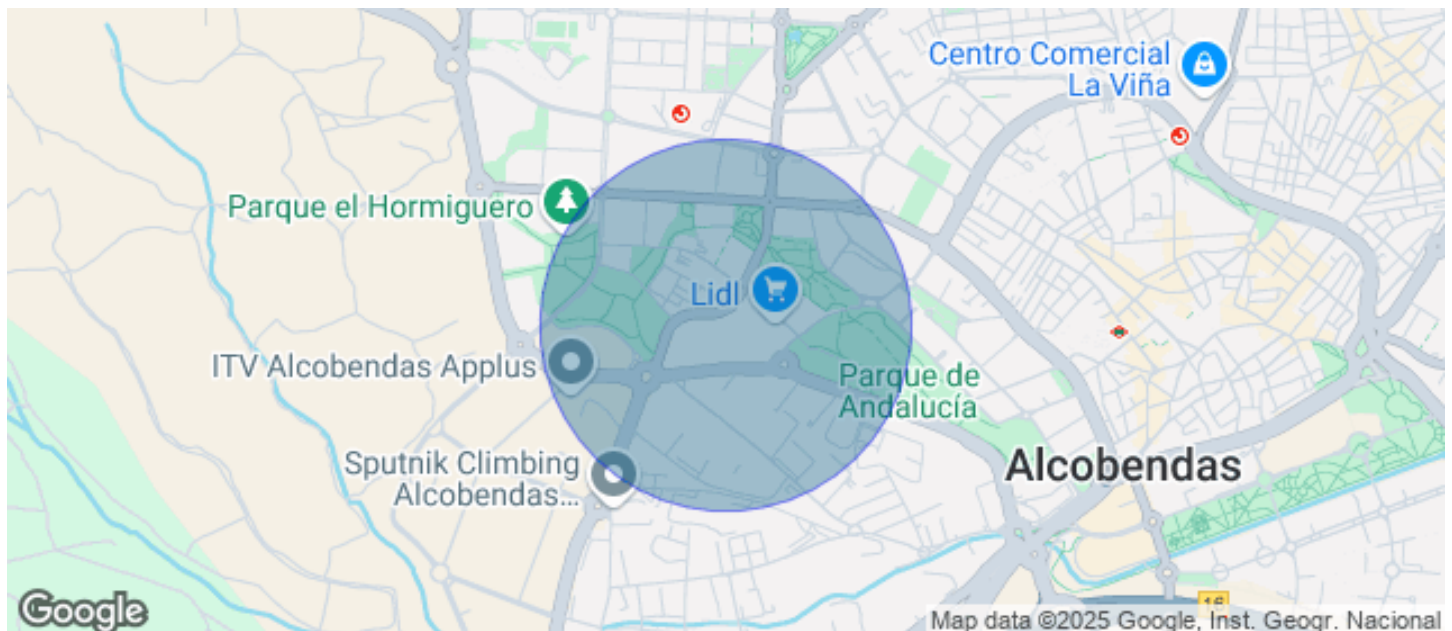 Centro Comercial
La Viña
Parque el Hormiguero
Lidl
ITV Alcobendas Applus
Parque de
Andalucía
Sputnik Climbing
Alcobendas...
Alcobendas
16
Google
Map data ©2025 Google, Inst. Geogr. Nacional